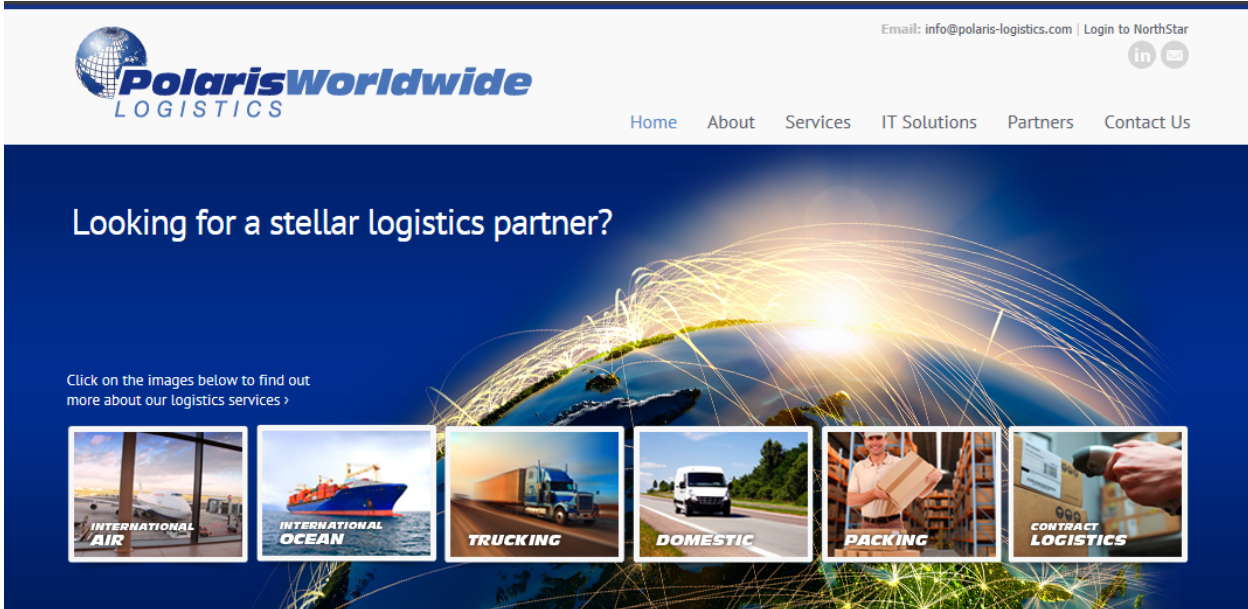 Email: info@polaris-logistics.com | Login to NorthStar
in
PolarisWorldwide
LOGISTICS
Home About Services IT Solutions Partners Contact Us
Looking for a stellar logistics partner?
Click on the images below to find out
more about our logistics services ›
INTERNATIONAL
AIR
INTERNATIONAL
OCEAN
TRUCKING
DOMESTIC
PACKING
CONTRACT
LOGISTICS